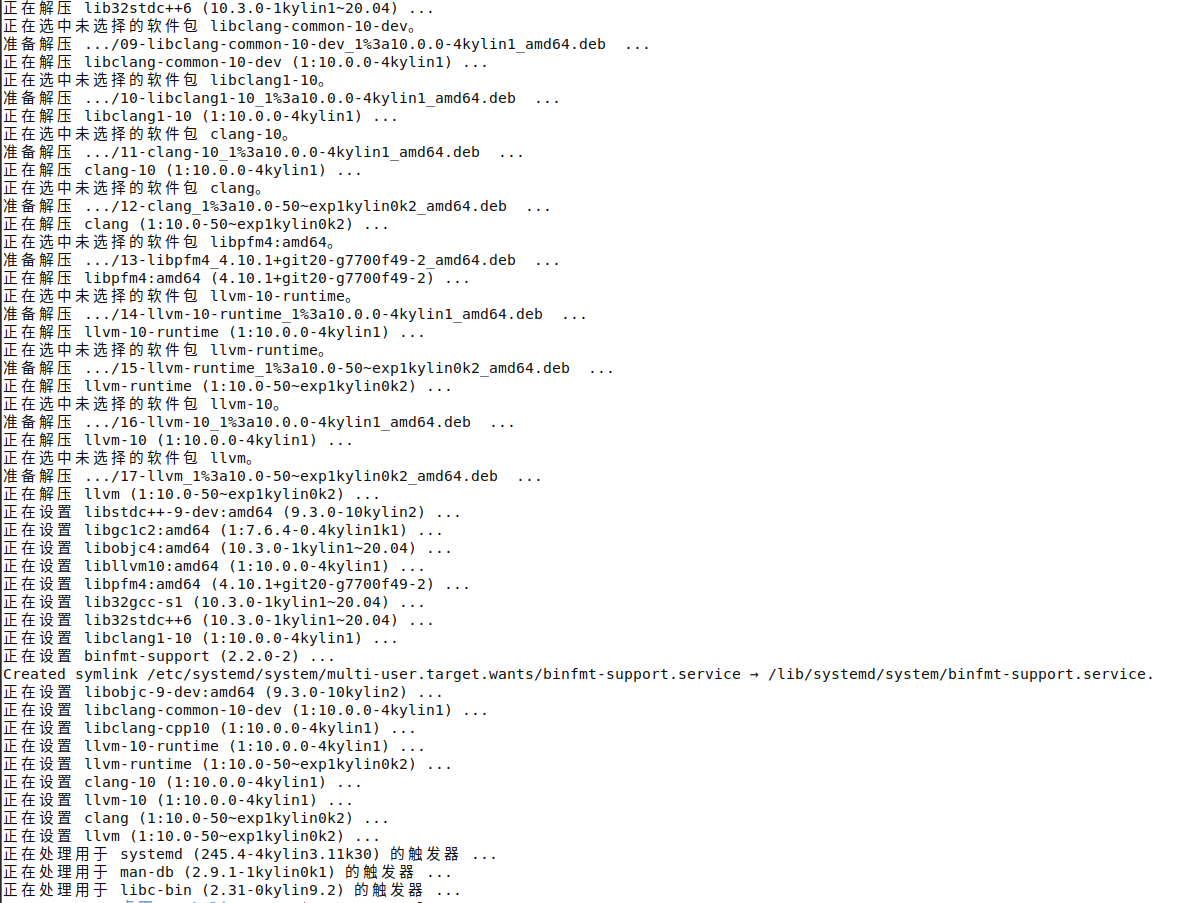 正在解压 lib32stdc++6 (10.3.0-1kylin1~20.04) ...
正在选中未选择的软件包 libclang-common-10-dev。
准备解压 .../09-libclang-common-10-dev_1%3a10.0.0-4kylin1_amd64.deb  ...
正在解压 libclang-common-10-dev (1:10.0.0-4kylin1) ...
正在选中未选择的软件包 libclang1-10。
准备解压 .../10-libclang1-10_1%3a10.0.0-4kylin1_amd64.deb  ...
正在解压 libclang1-10 (1:10.0.0-4kylin1) ...
正在选中未选择的软件包 clang-10。
准备解压 .../11-clang-10_1%3a10.0.0-4kylin1_amd64.deb  ...
正在解压 clang-10 (1:10.0.0-4kylin1) ...
正在选中未选择的软件包 clang。
准备解压 .../12-clang_1%3a10.0-50~exp1kylin0k2_amd64.deb  ...
正在解压 clang (1:10.0-50~exp1kylin0k2) ...
正在选中未选择的软件包 libpfm4:amd64。
准备解压 .../13-libpfm4_4.10.1+git20-g7700f49-2_amd64.deb  ...
正在解压 libpfm4:amd64 (4.10.1+git20-g7700f49-2) ...
正在选中未选择的软件包 llvm-10-runtime。
准备解压 .../14-llvm-10-runtime_1%3a10.0.0-4kylin1_amd64.deb  ...
正在解压 llvm-10-runtime (1:10.0.0-4kylin1) ...
正在选中未选择的软件包 llvm-runtime。
准备解压 .../15-llvm-runtime_1%3a10.0-50~exp1kylin0k2_amd64.deb  ...
正在解压 llvm-runtime (1:10.0-50~exp1kylin0k2) ...
正在选中未选择的软件包 llvm-10。
准备解压 .../16-llvm-10_1%3a10.0.0-4kylin1_amd64.deb  ...
正在解压 llvm-10 (1:10.0.0-4kylin1) ...
正在选中未选择的软件包 llvm。
准备解压 .../17-llvm_1%3a10.0-50~exp1kylin0k2_amd64.deb  ...
正在解压 llvm (1:10.0-50~exp1kylin0k2) ...
正在设置 libstdc++-9-dev:amd64 (9.3.0-10kylin2) ...
正在设置 libgc1c2:amd64 (1:7.6.4-0.4kylin1k1) ...
正在设置 libobjc4:amd64 (10.3.0-1kylin1~20.04) ...
正在设置 libllvm10:amd64 (1:10.0.0-4kylin1) ...
正在设置 libpfm4:amd64 (4.10.1+git20-g7700f49-2) ...
正在设置 lib32gcc-s1 (10.3.0-1kylin1~20.04) ...
正在设置 lib32stdc++6 (10.3.0-1kylin1~20.04) ...
正在设置 libclang1-10 (1:10.0.0-4kylin1) ...
正在设置 binfmt-support (2.2.0-2) ...
Created symlink /etc/systemd/system/multi-user.target.wants/binfmt-support.service → /lib/systemd/system/binfmt-support.service.
正在设置 libobjc-9-dev:amd64 (9.3.0-10kylin2) ...
正在设置 libclang-common-10-dev (1:10.0.0-4kylin1) ...
正在设置 libclang-cpp10 (1:10.0.0-4kylin1) ...
正在设置 llvm-10-runtime (1:10.0.0-4kylin1) ...
正在设置 llvm-runtime (1:10.0-50~exp1kylin0k2) ...
正在设置 clang-10 (1:10.0.0-4kylin1) ...
正在设置 llvm-10 (1:10.0.0-4kylin1) ...
正在设置 clang (1:10.0-50~exp1kylin0k2) ...
正在设置 llvm (1:10.0-50~exp1kylin0k2) ...
正在处理用于 systemd (245.4-4kylin3.11k30) 的触发器 ...
正在处理用于 man-db (2.9.1-1kylin0k1) 的触发器 ...
正在处理用于 libc-bin (2.31-0kylin9.2) 的触发器 ...